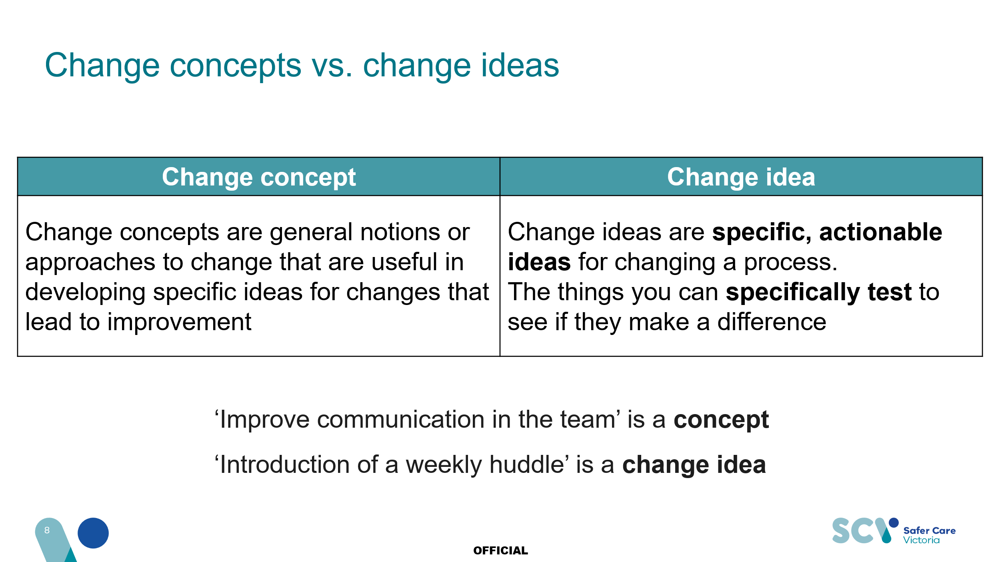 Change concepts vs. change ideas
Change concept
Change idea
Change concepts are general notions or
approaches to change that are useful in
developing specific ideas for changes that
lead to improvement
Change ideas are specific, actionable
ideas for changing a process.
The things you can specifically test to
see if they make a difference
‘Improve communication in the team’ is a concept
‘Introduction of a weekly huddle’ is a change idea
8
OFFICIAL
SCV
Safer Care
Victoria